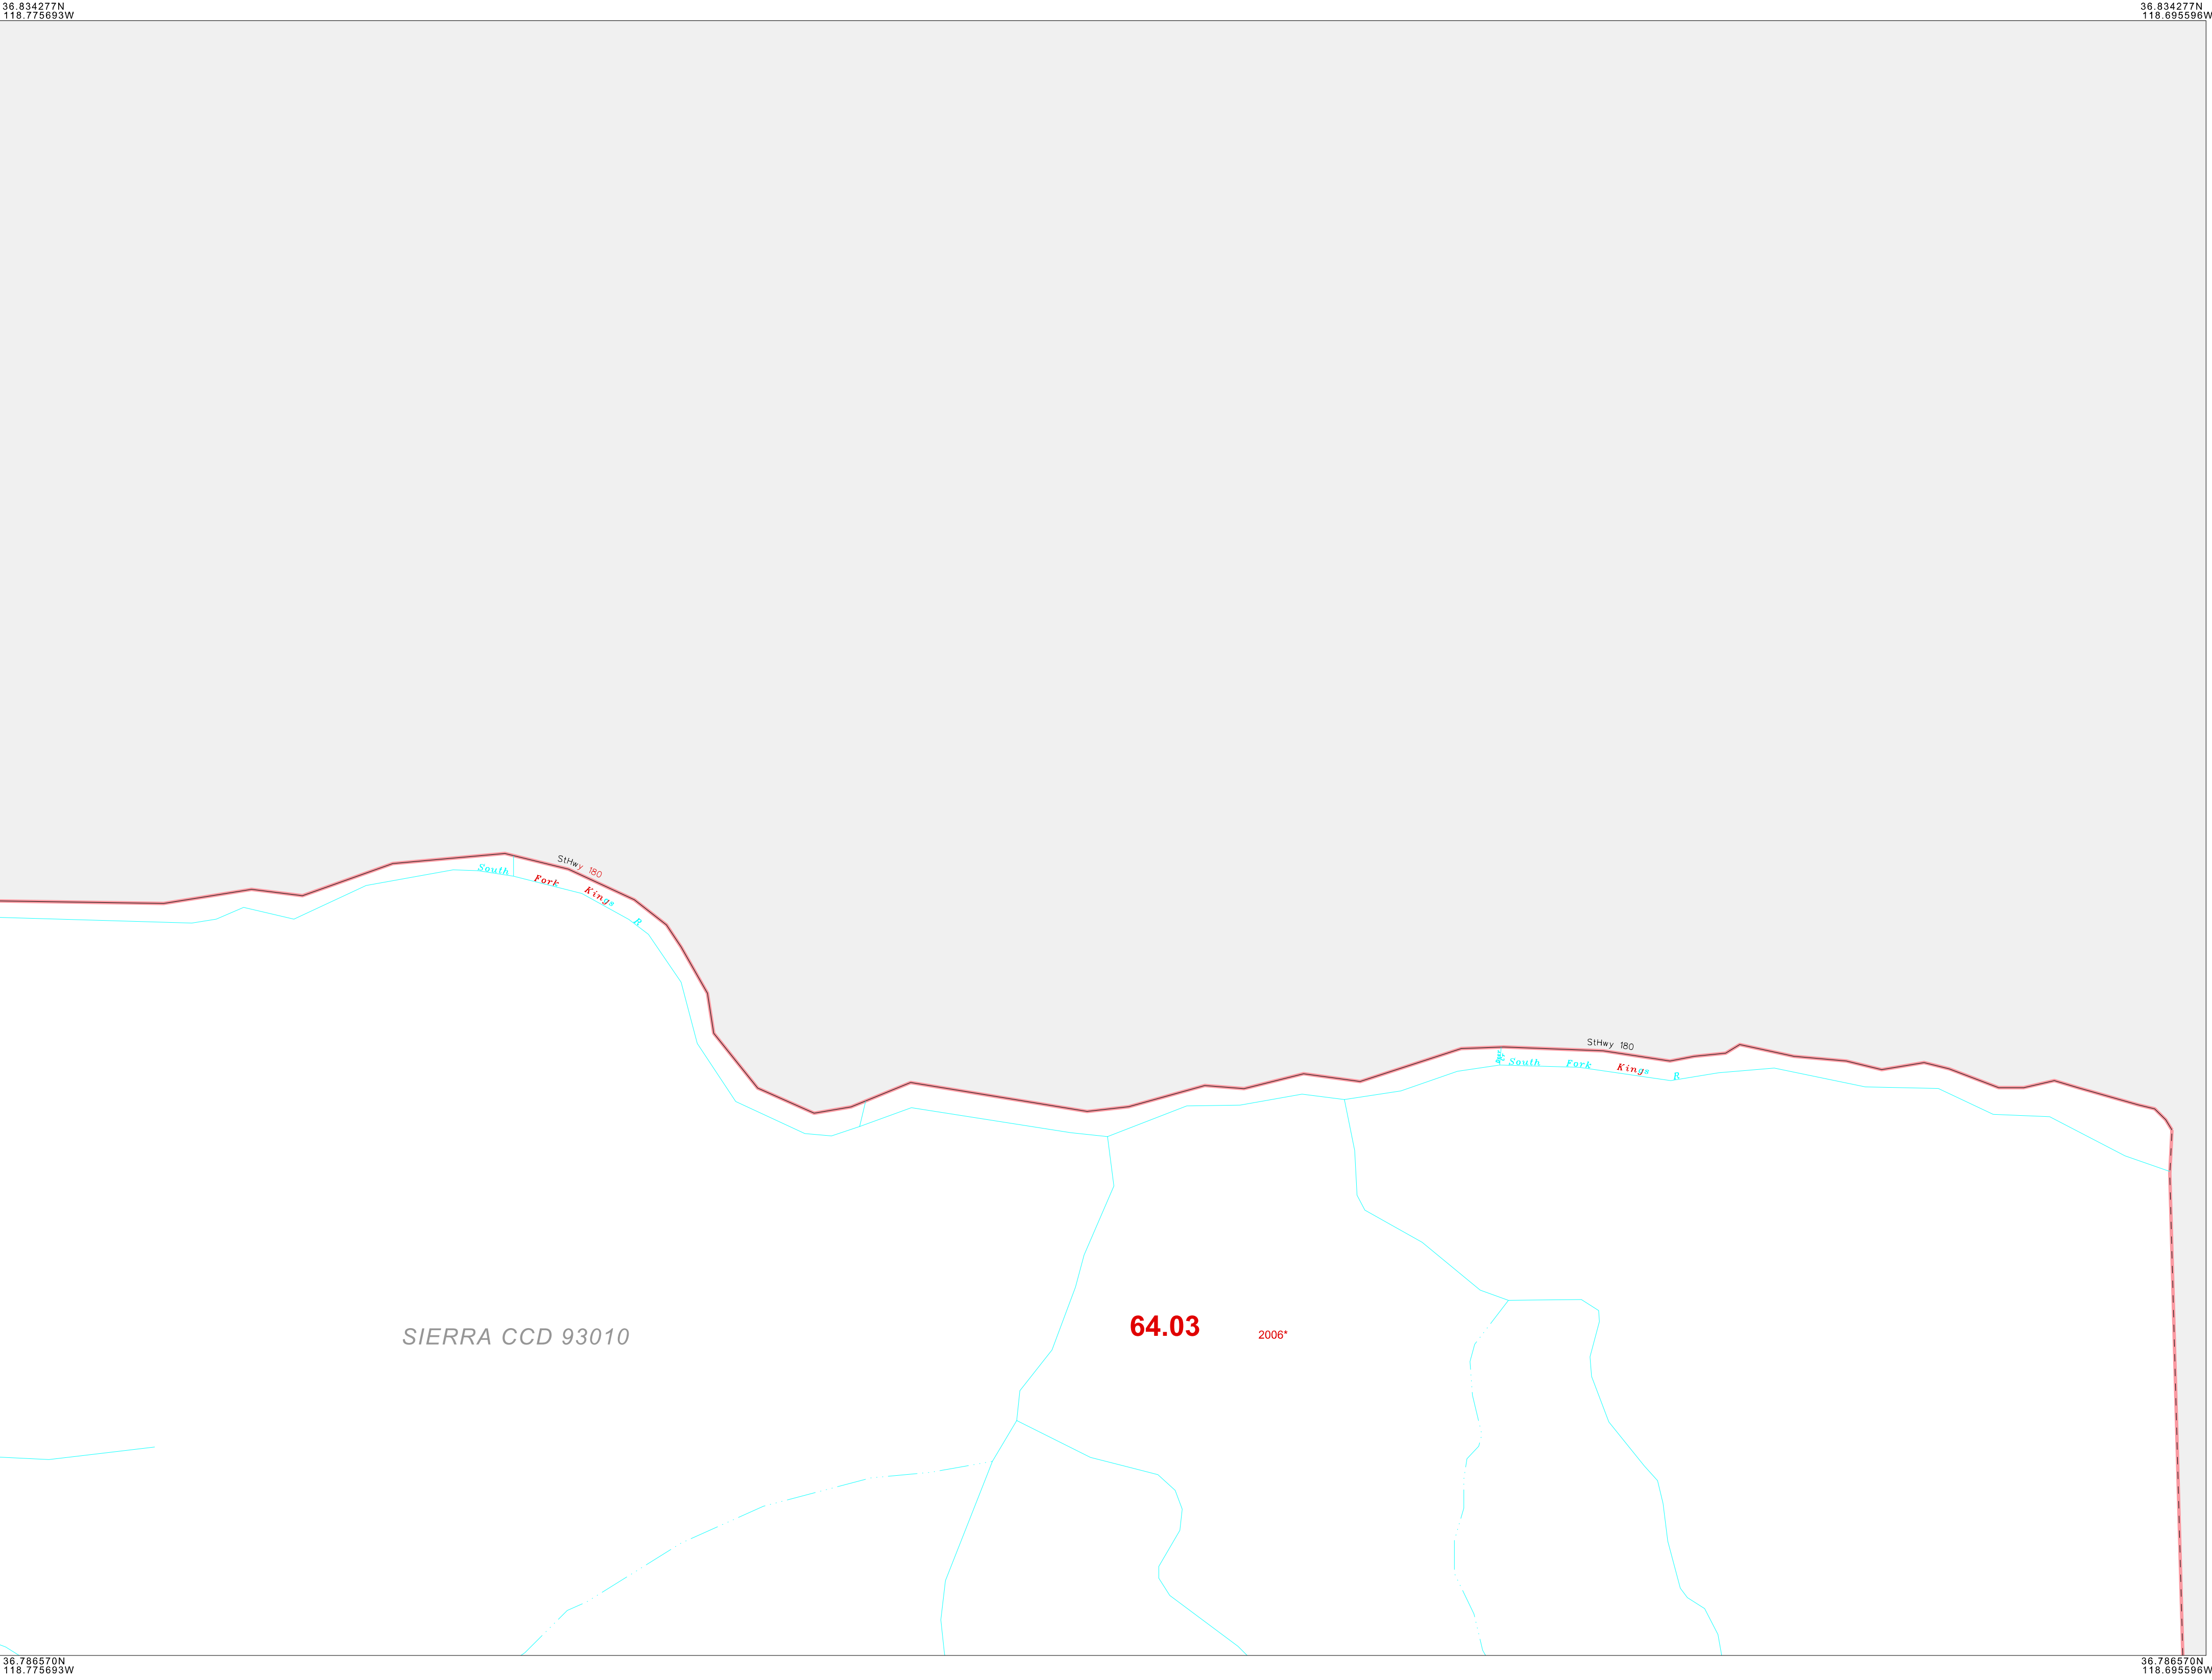 36.834277N
118.775693W
36.834277N
118.695596W
StHwy 180
South Fork Kings R
StHwy 180
South Fork Kings R
64.03
2006*
SIERRA CCD 93010
36.786570N
118.775693W
36.786570N
118.695596W